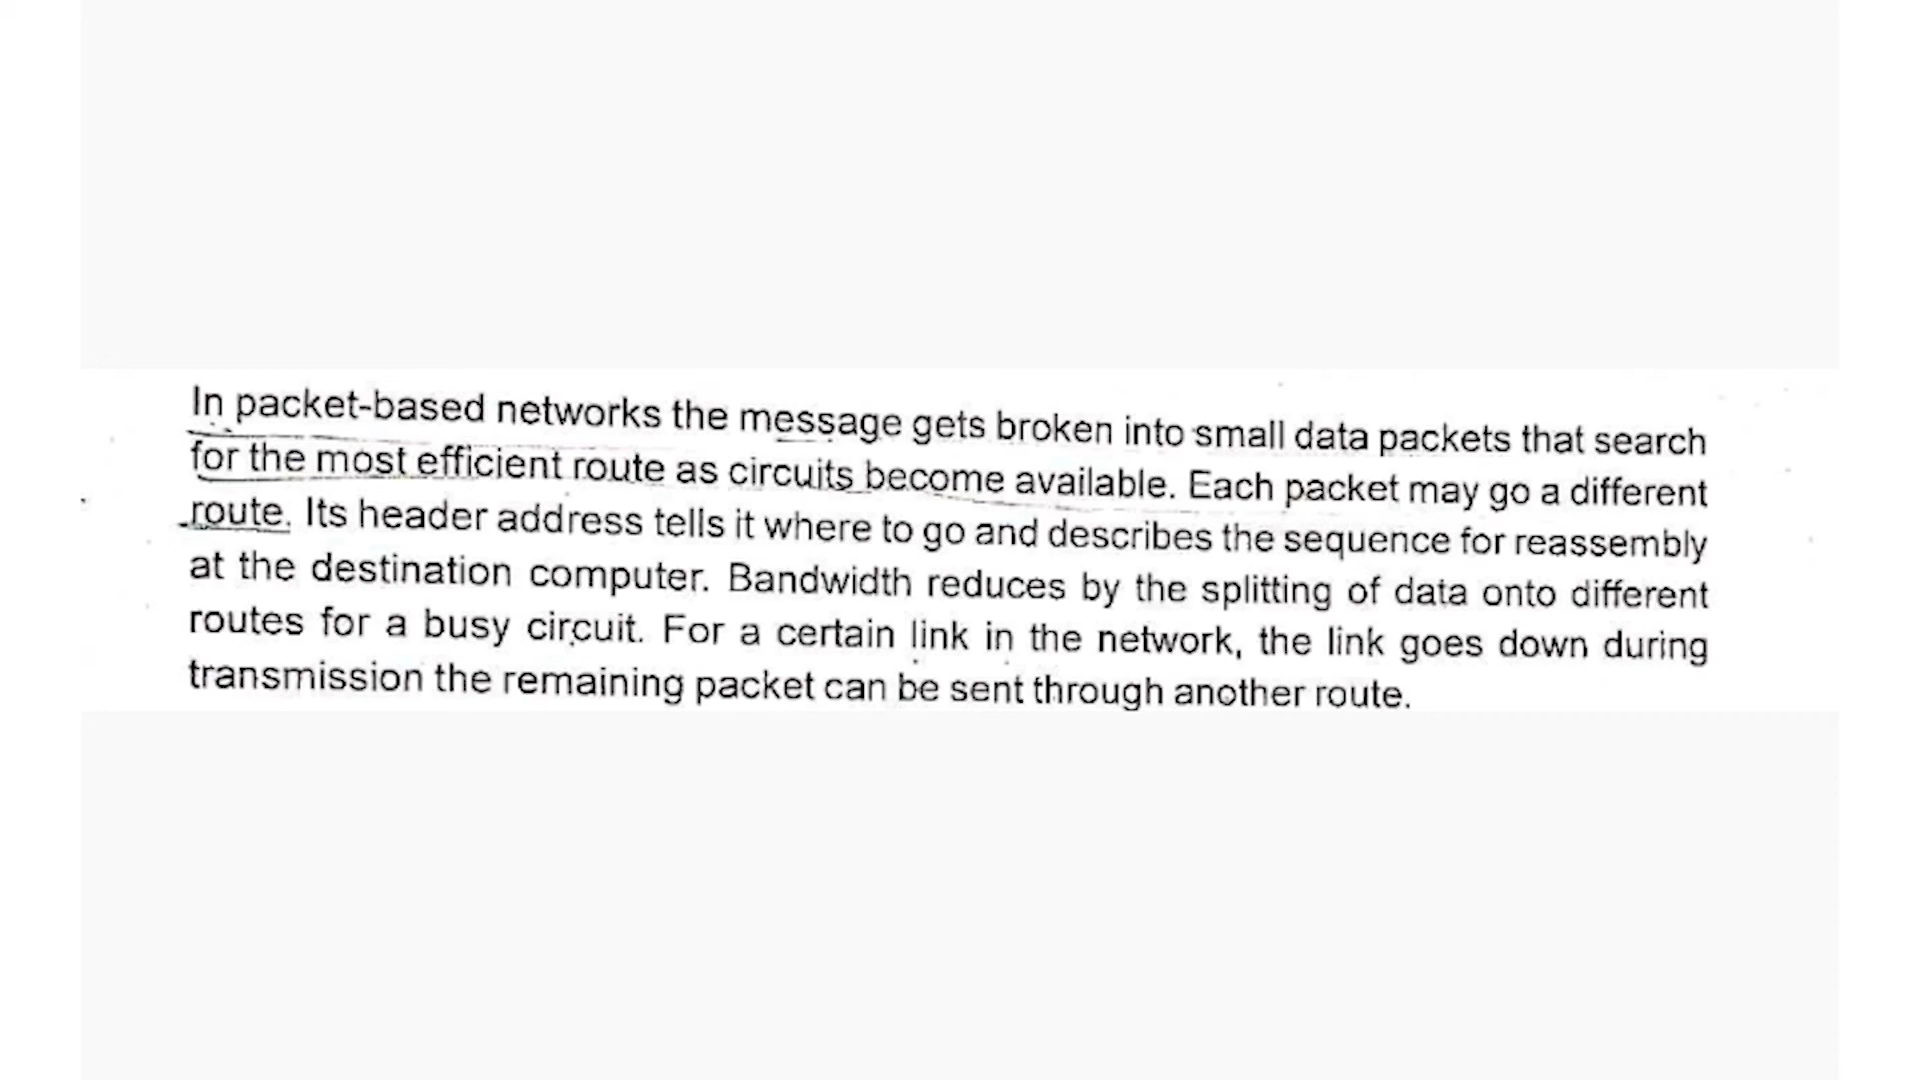 In packet-based networks the message gets broken into small data packets that search
for the most efficient route as circuits become available. Each packet may go a different
route. Its header address tells it where to go and describes the sequence for reassembly
at the destination computer. Bandwidth reduces by the splitting of data onto different
routes for a busy circuit. For a certain link in the network, the link goes down during
transmission the remaining packet can be sent through another route.